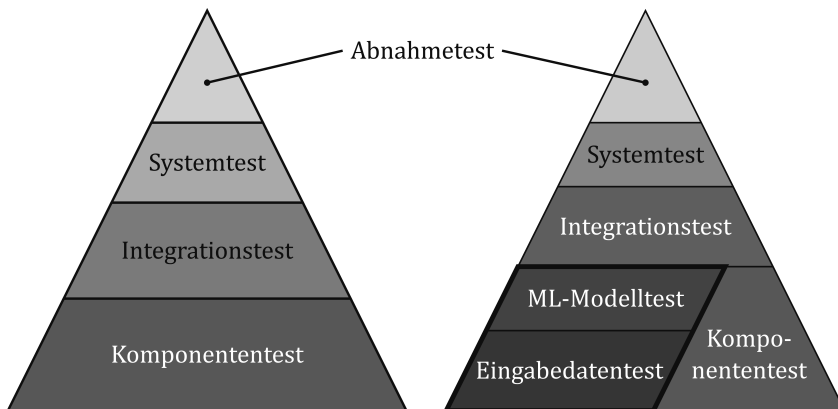 Abnahmetest
Systemtest
Integrationstest
Komponententest
Systemtest
Integrationstest
ML-Modelltest
Eingabedatentest
Kompo-
nententest